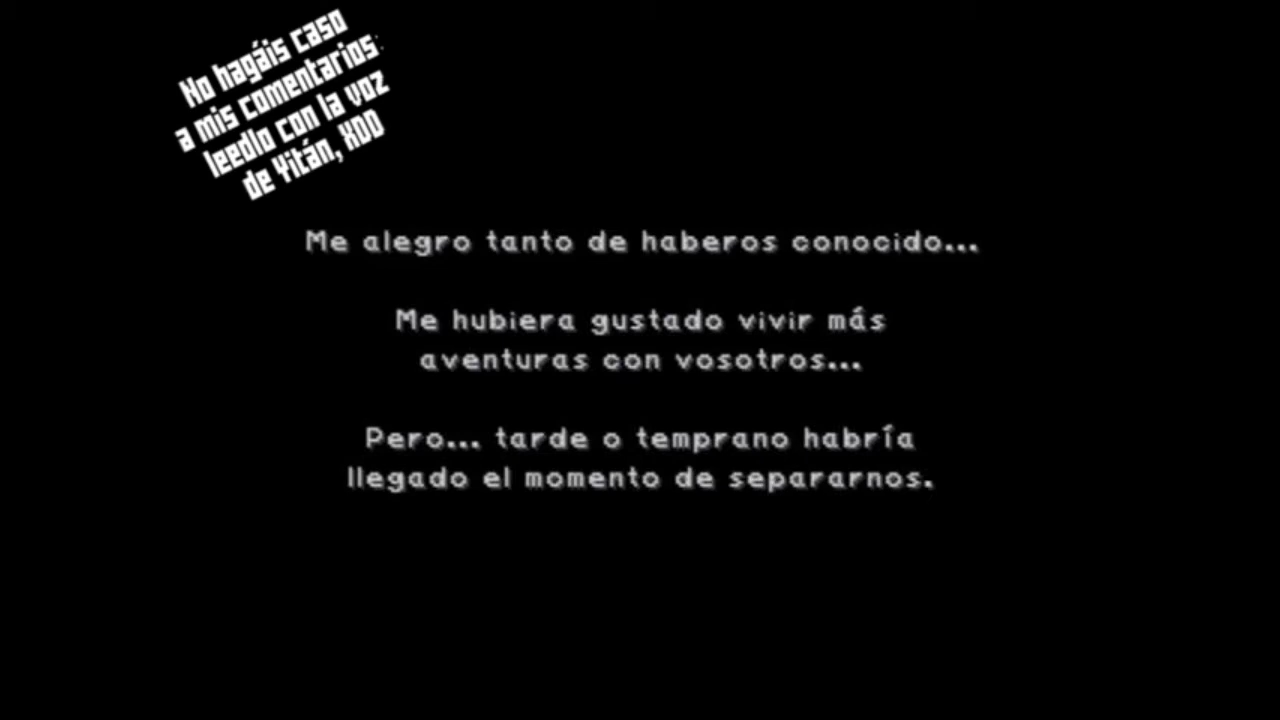 No hagáis caso
a mis comentarios:
leedlo con la voz
de Yitán, XDD
Me alegro tanto de haberos conocido...
Me hubiera gustado vivir más
aventuras con vosotros...
Pero... tarde o temprano habría
llegado el momento de separarnos.